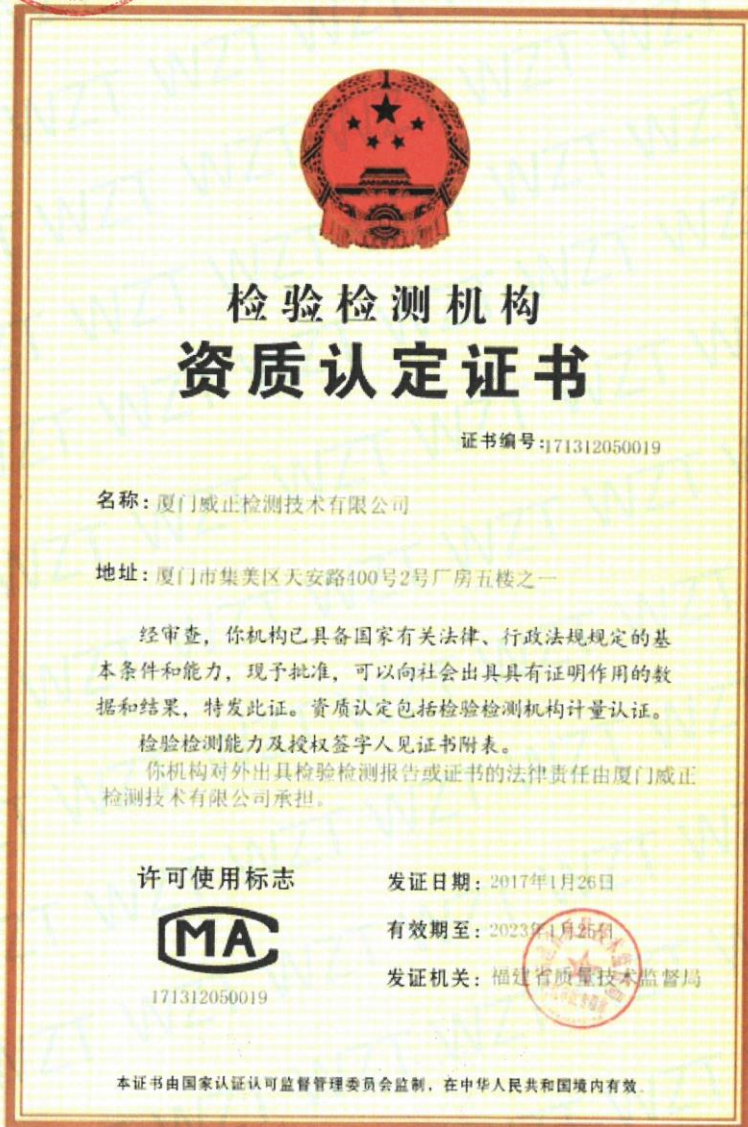 检验检测机构
资质认定证书
证书编号:171312050019
名称：厦门威正检测技术有限公司
地址：厦门市集美区天安路400号2号厂房五楼之一
经审查，你机构已具备国家有关法律、行政法规规定的基
本条件和能力，现予批准，可以向社会出具具有证明作用的数
据和结果，特发此证。资质认定包括检验检测机构计量认证。
检验检测能力及授权签字人见证书附表。
你机构对外出具检验检测报告或证书的法律责任由厦门威正
检测技术有限公司承担。
许可使用标志
MA
171312050019
发证日期：2017年1月26日
有效期至：2023年1月25日
发证机关：福建省质量技术监督局
本证书由国家认证认可监督管理委员会监制，在中华人民共和国境内有效。
WZT